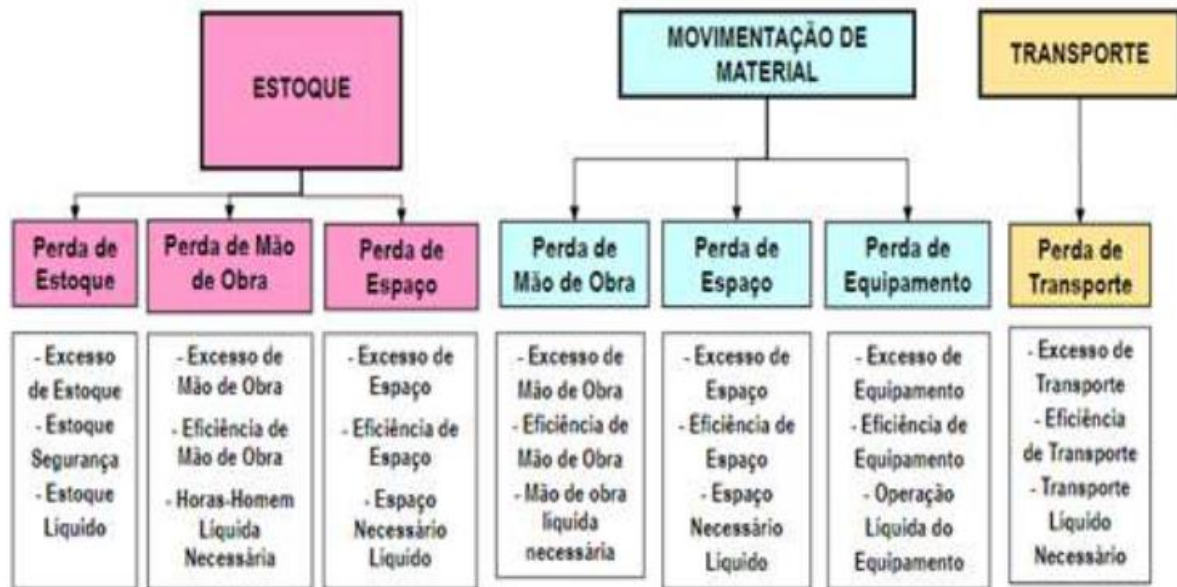 ESTOQUE
MOVIMENTAÇÃO DE
MATERIAL
TRANSPORTE
Perda de
Estoque
Perda de Mão
de Obra
Perda de
Espaço
Perda de
Mão de Obra
Perda de
Espaço
Perda de
Equipamento
Perda de
Transporte
- Excesso
de Estoque
- Estoque
Segurança
- Estoque
Líquido
- Excesso de
Mão de Obra
- Eficiência de
Mão de Obra
- Horas-Homem
Líquida
Necessária
- Excesso de
Espaço
- Eficiência de
Espaço
- Espaço
Necessário
Líquido
- Excesso de
Mão de Obra
- Eficiência de
Mão de Obra
- Mão de obra
líquida
necessária
- Excesso de
Espaço
- Eficiência de
Espaço
- Espaço
Necessário
Líquido
- Excesso de
Equipamento
- Eficiência de
Equipamento
- Operação
Líquida do
Equipamento
- Excesso de
Transporte
- Eficiência
de Transporte
- Transporte
Líquido
Necessário